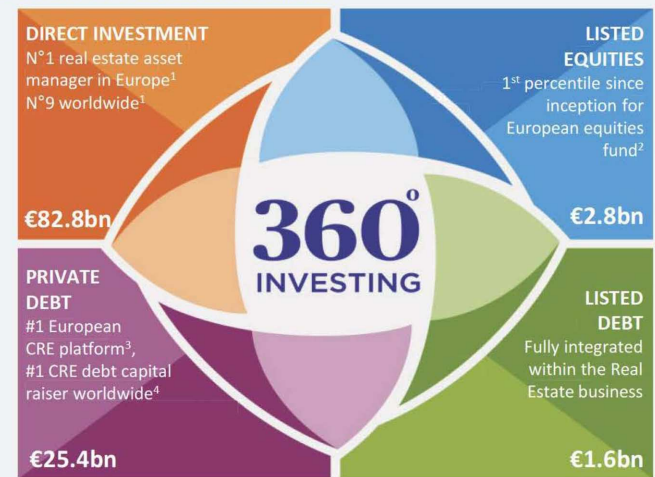 DIRECT INVESTMENT
N°1 real estate asset
manager in Europe¹
N°9 worldwide¹
€82.8bn
LISTED
EQUITIES
1ˢᵗ percentile since
inception for
European equities
fund²
€2.8bn
360°
INVESTING
PRIVATE
DEBT
#1 European
CRE platform³,
#1 CRE debt capital
raiser worldwide⁴
€25.4bn
LISTED
DEBT
Fully integrated
within the Real
Estate business
€1.6bn